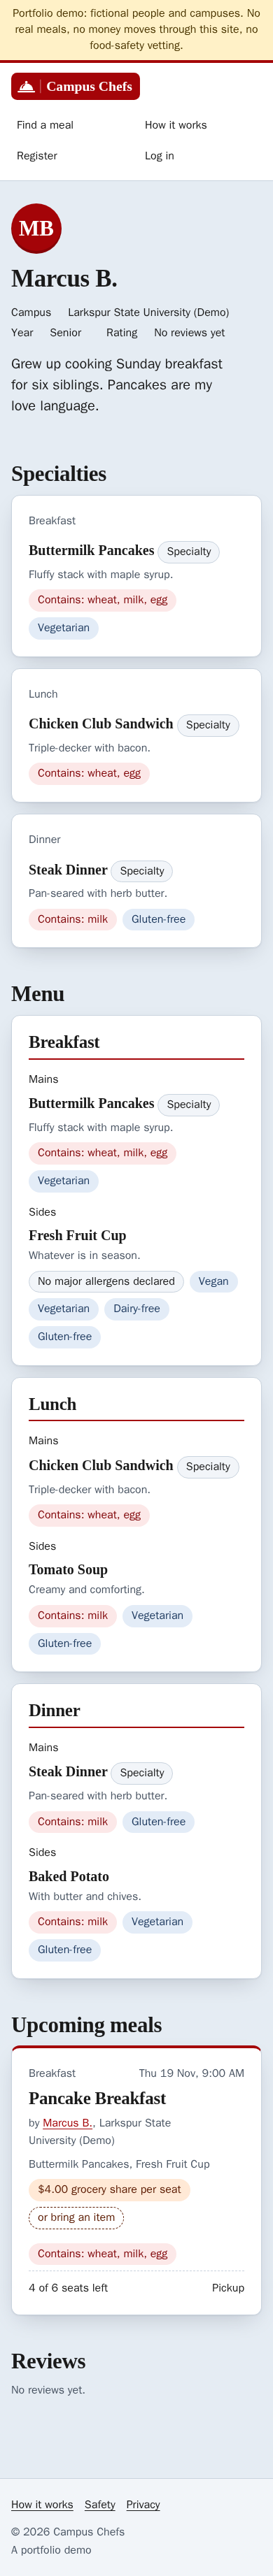 Portfolio demo: fictional people and campuses. No
real meals, no money moves through this site, no
food-safety vetting.
Campus Chefs
Find a meal
How it works
Register
Log in
MB
Marcus B.
Campus Larkspur State University (Demo)
Year Senior Rating No reviews yet
Grew up cooking Sunday breakfast
for six siblings. Pancakes are my
love language.
Specialties
Breakfast
Buttermilk Pancakes Specialty
Fluffy stack with maple syrup.
Contains: wheat, milk, egg
Vegetarian
Lunch
Chicken Club Sandwich Specialty
Triple-decker with bacon.
Contains: wheat, egg
Dinner
Steak Dinner Specialty
Pan-seared with herb butter.
Contains: milk Gluten-free
Menu
Breakfast
Mains
Buttermilk Pancakes Specialty
Fluffy stack with maple syrup.
Contains: wheat, milk, egg
Vegetarian
Sides
Fresh Fruit Cup
Whatever is in season.
No major allergens declared Vegan
Vegetarian Dairy-free
Gluten-free
Lunch
Mains
Chicken Club Sandwich Specialty
Triple-decker with bacon.
Contains: wheat, egg
Sides
Tomato Soup
Creamy and comforting.
Contains: milk Vegetarian
Gluten-free
Dinner
Mains
Steak Dinner Specialty
Pan-seared with herb butter.
Contains: milk Gluten-free
Sides
Baked Potato
With butter and chives.
Contains: milk Vegetarian
Gluten-free
Upcoming meals
Breakfast Thu 19 Nov, 9:00 AM
Pancake Breakfast
by Marcus B., Larkspur State
University (Demo)
Buttermilk Pancakes, Fresh Fruit Cup
$4.00 grocery share per seat
or bring an item
Contains: wheat, milk, egg
4 of 6 seats left Pickup
Reviews
No reviews yet.
How it works Safety Privacy
© 2026 Campus Chefs
A portfolio demo